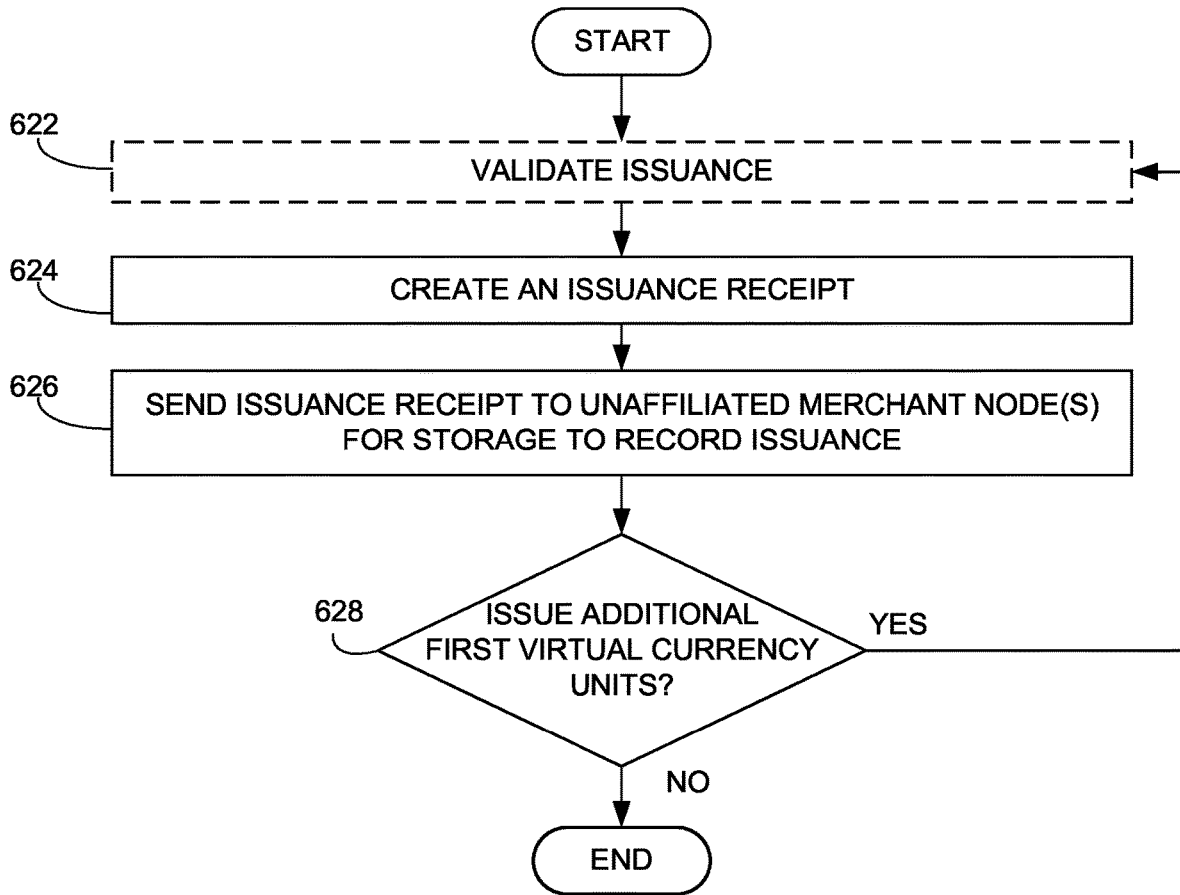 START
622
VALIDATE ISSUANCE
624
CREATE AN ISSUANCE RECEIPT
626
SEND ISSUANCE RECEIPT TO UNAFFILIATED MERCHANT NODE(S)
FOR STORAGE TO RECORD ISSUANCE
628
ISSUE ADDITIONAL
FIRST VIRTUAL CURRENCY
UNITS?
YES
NO
END